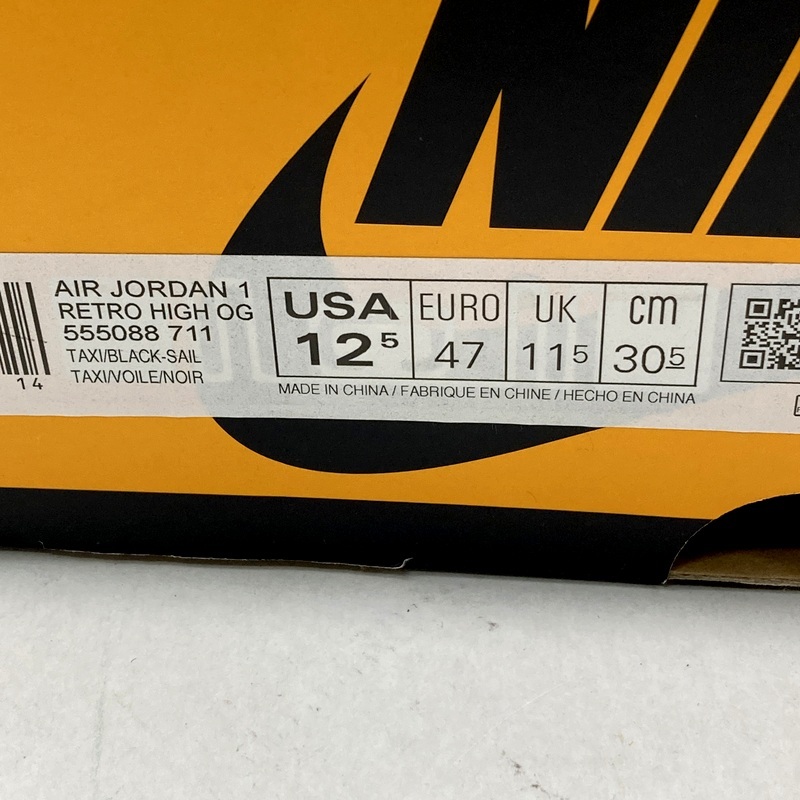 NI
AIR JORDAN 1
RETRO HIGH OG
555088 711
TAXI/BLACK-SAIL
TAXI/VOILE/NOIR
14
USA EURO UK cm
12⁵ 47 11⁵ 30⁵
MADE IN CHINA / FABRIQUE EN CHINE / HECHO EN CHINA